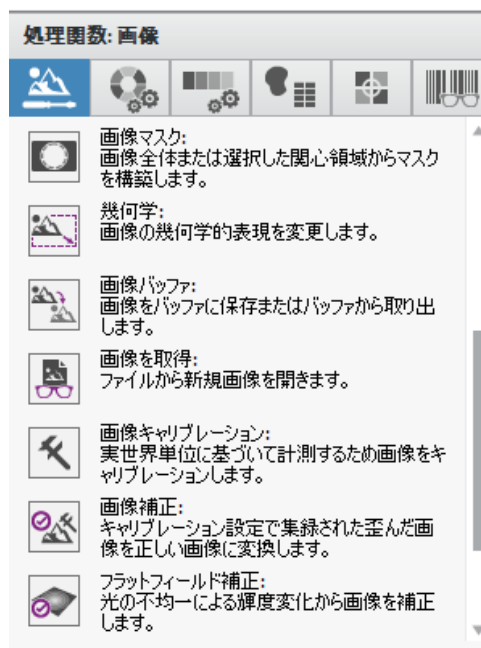 処理関数: 画像
画像マスク:
画像全体または選択した関心領域からマスク
を構築します。
幾何学:
画像の幾何学的表現を変更します。
画像バッファ:
画像をバッファに保存またはバッファから取り出
します。
画像を取得:
ファイルから新規画像を開きます。
画像キャリブレーション:
実世界単位に基づいて計測するため画像をキ
ャリブレーションします。
画像補正:
キャリブレーション設定で集録された歪んだ画
像を正しい画像に変換します。
フラットフィールド補正:
光の不均一による輝度変化から画像を補正
します。